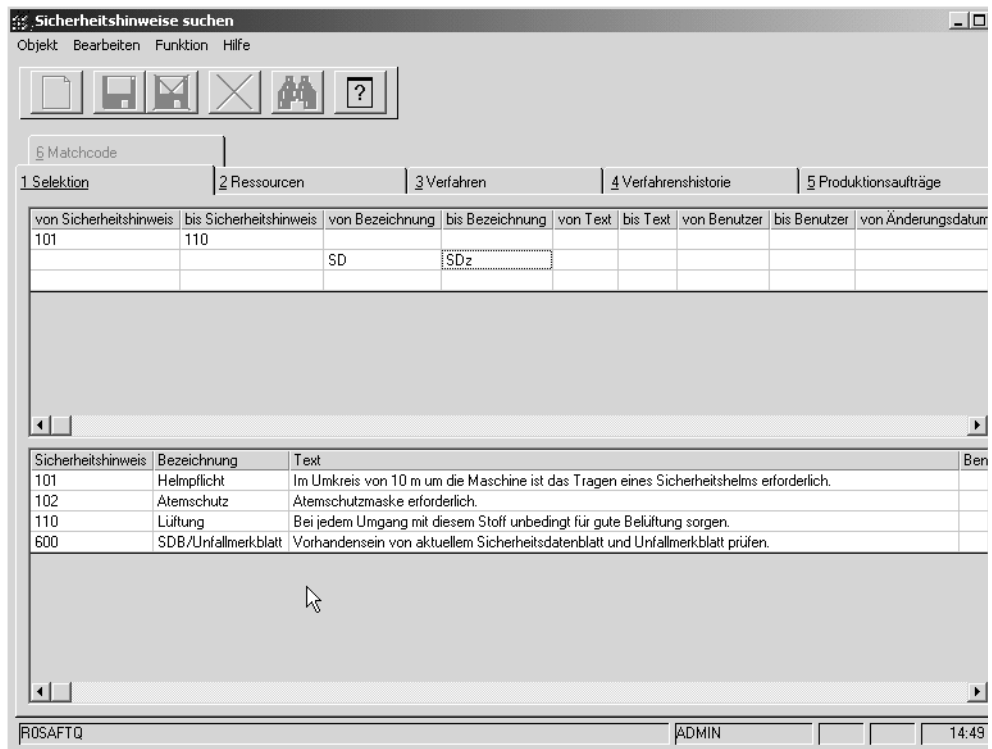 Sicherheitshinweise suchen
Objekt Bearbeiten Funktion Hilfe
?
6 Matchcode
1 Selektion 2 Ressourcen 3 Verfahren 4 Verfahrenshistorie 5 Produktionsaufträge
von Sicherheitshinweis bis Sicherheitshinweis von Bezeichnung bis Bezeichnung von Text bis Text von Benutzer bis Benutzer von Änderungsdatum
101 110
SD SDz
Sicherheitshinweis Bezeichnung Text Ben
101 Helmpflicht Im Umkreis von 10 m um die Maschine ist das Tragen eines Sicherheitshelms erforderlich.
102 Atemschutz Atemschutzmaske erforderlich.
110 Lüftung Bei jedem Umgang mit diesem Stoff unbedingt für gute Belüftung sorgen.
600 SDB/Unfallmerkblatt Vorhandensein von aktuellem Sicherheitsdatenblatt und Unfallmerkblatt prüfen.
R0SAFTQ ADMIN 14:49